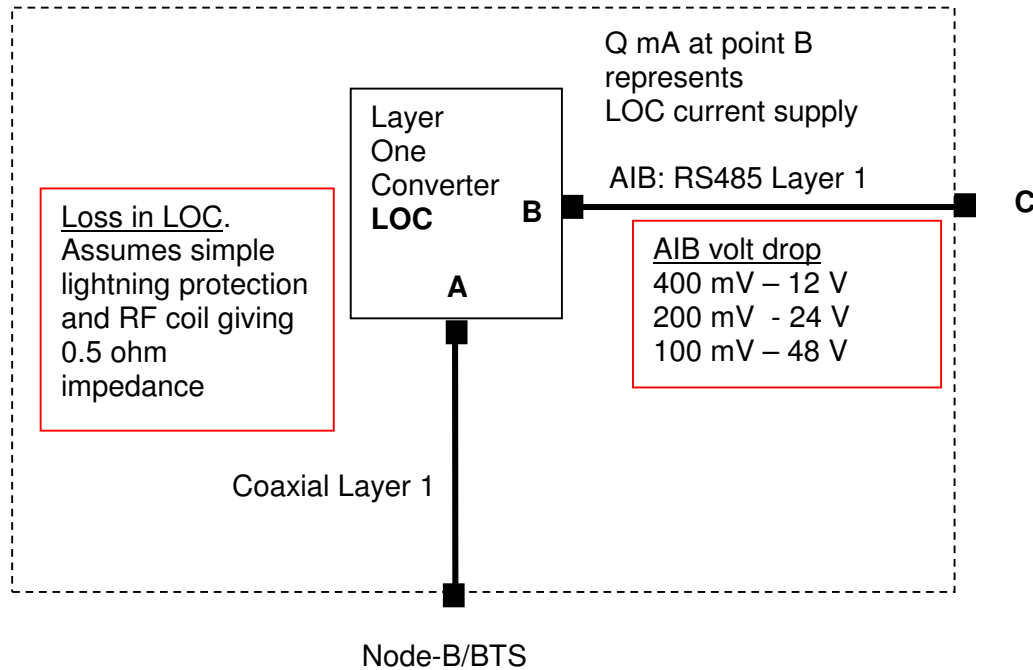 Q mA at point B
represents
LOC current supply
Layer
One
Converter
LOC
B
A
AIB: RS485 Layer 1
C
Loss in LOC.
Assumes simple
lightning protection
and RF coil giving
0.5 ohm
impedance
AIB volt drop
400 mV – 12 V
200 mV - 24 V
100 mV – 48 V
Coaxial Layer 1
Node-B/BTS